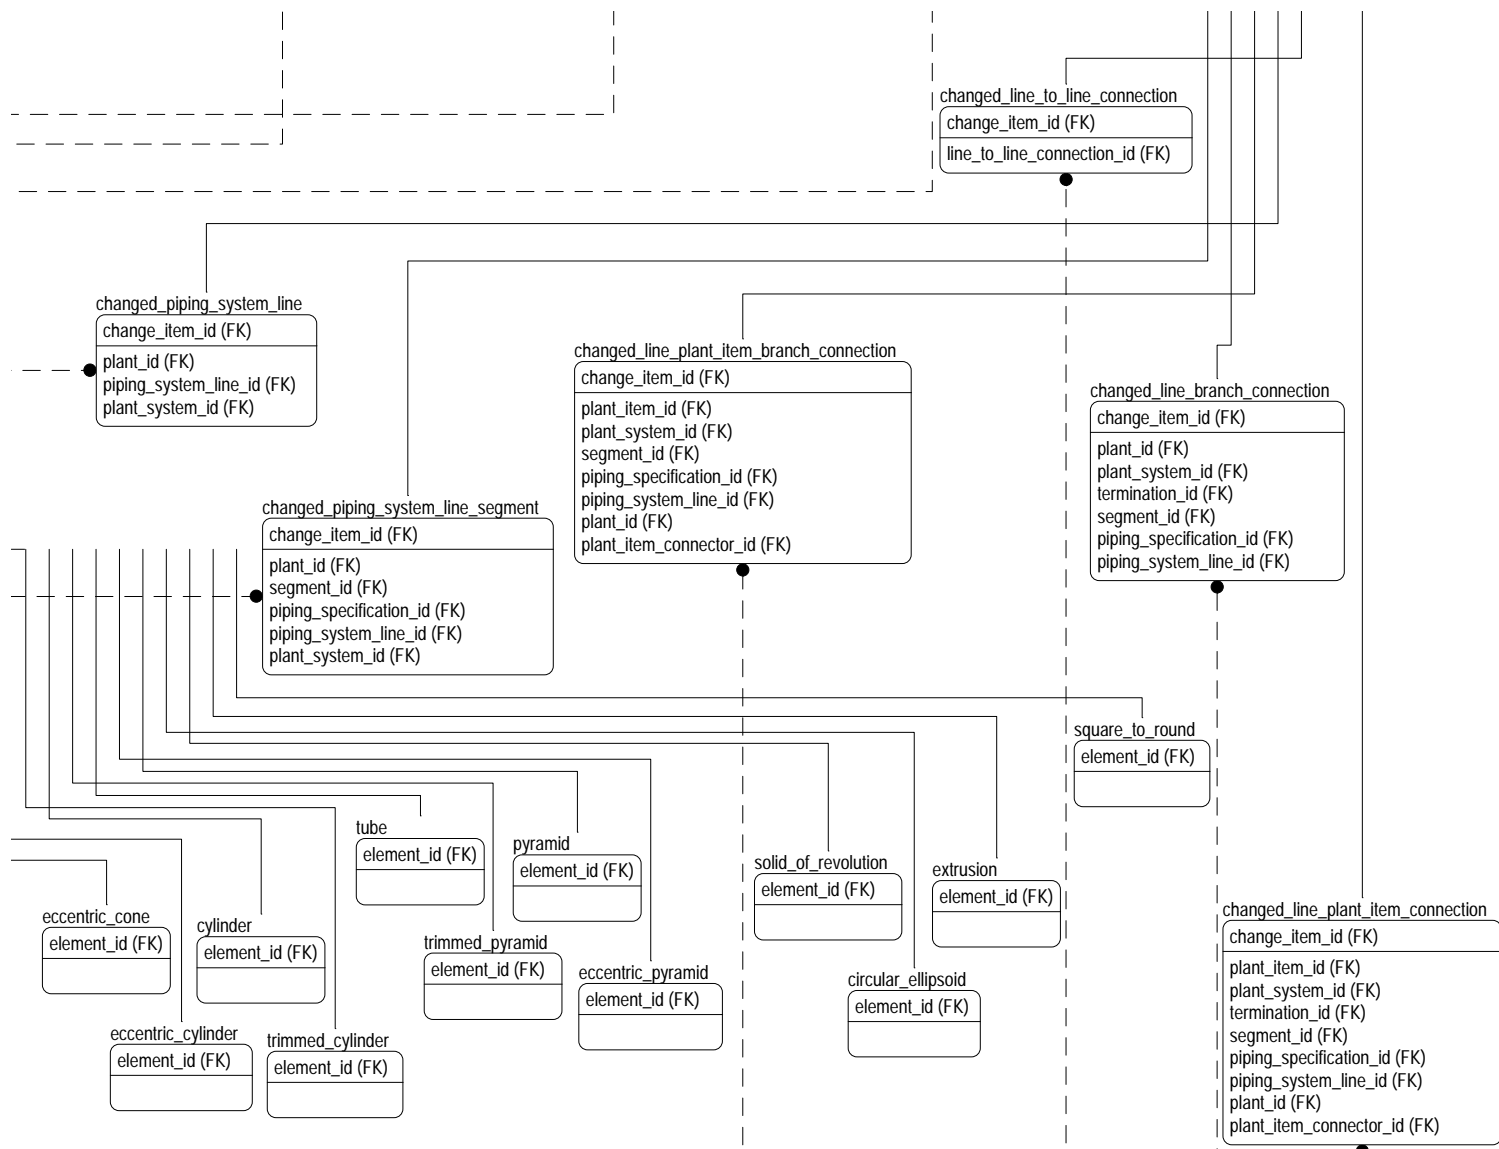 changed_line_to_line_connection
change_item_id (FK)
line_to_line_connection_id (FK)
changed_piping_system_line
change_item_id (FK)
plant_id (FK)
piping_system_line_id (FK)
plant_system_id (FK)
changed_line_plant_item_branch_connection
change_item_id (FK)
plant_item_id (FK)
plant_system_id (FK)
segment_id (FK)
piping_specification_id (FK)
piping_system_line_id (FK)
plant_id (FK)
plant_item_connector_id (FK)
changed_line_branch_connection
change_item_id (FK)
plant_id (FK)
plant_system_id (FK)
termination_id (FK)
segment_id (FK)
piping_specification_id (FK)
piping_system_line_id (FK)
changed_piping_system_line_segment
change_item_id (FK)
plant_id (FK)
segment_id (FK)
piping_specification_id (FK)
piping_system_line_id (FK)
plant_system_id (FK)
square_to_round
element_id (FK)
tube
element_id (FK)
pyramid
element_id (FK)
solid_of_revolution
element_id (FK)
extrusion
element_id (FK)
eccentric_cone
element_id (FK)
cylinder
element_id (FK)
trimmed_pyramid
element_id (FK)
eccentric_pyramid
element_id (FK)
circular_ellipsoid
element_id (FK)
eccentric_cylinder
element_id (FK)
trimmed_cylinder
element_id (FK)
changed_line_plant_item_connection
change_item_id (FK)
plant_item_id (FK)
plant_system_id (FK)
termination_id (FK)
segment_id (FK)
piping_specification_id (FK)
piping_system_line_id (FK)
plant_id (FK)
plant_item_connector_id (FK)